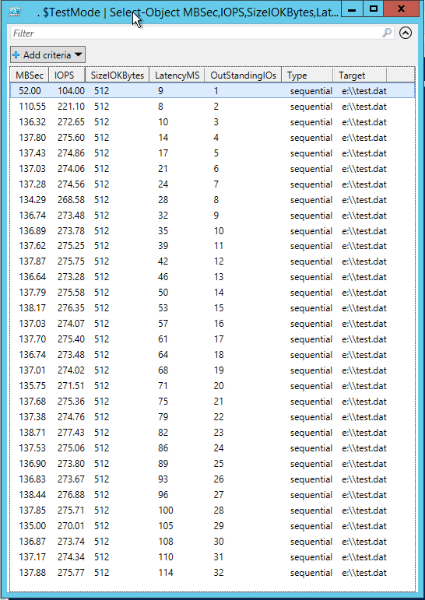 . $TestMode | Select-Object MBSec,IOPS,SizeIOKBytes,Lat...
Filter
Add criteria
MBSec IOPS SizeIOKBytes LatencyMS OutStandingIOs Type Target
52.00 104.00 512 9 1 sequential e:\\test.dat
110.55 221.10 512 8 2 sequential e:\\test.dat
136.32 272.65 512 10 3 sequential e:\\test.dat
137.80 275.60 512 14 4 sequential e:\\test.dat
137.43 274.86 512 17 5 sequential e:\\test.dat
137.03 274.06 512 21 6 sequential e:\\test.dat
137.28 274.56 512 24 7 sequential e:\\test.dat
134.29 268.58 512 28 8 sequential e:\\test.dat
136.74 273.48 512 32 9 sequential e:\\test.dat
136.89 273.78 512 35 10 sequential e:\\test.dat
137.62 275.25 512 39 11 sequential e:\\test.dat
137.87 275.75 512 42 12 sequential e:\\test.dat
136.64 273.28 512 46 13 sequential e:\\test.dat
137.79 275.58 512 50 14 sequential e:\\test.dat
138.17 276.35 512 53 15 sequential e:\\test.dat
137.03 274.07 512 57 16 sequential e:\\test.dat
137.70 275.40 512 61 17 sequential e:\\test.dat
136.74 273.48 512 64 18 sequential e:\\test.dat
137.01 274.02 512 68 19 sequential e:\\test.dat
135.75 271.51 512 71 20 sequential e:\\test.dat
137.68 275.36 512 75 21 sequential e:\\test.dat
137.38 274.76 512 79 22 sequential e:\\test.dat
138.71 277.43 512 82 23 sequential e:\\test.dat
137.53 275.06 512 86 24 sequential e:\\test.dat
136.90 273.80 512 89 25 sequential e:\\test.dat
136.83 273.67 512 93 26 sequential e:\\test.dat
138.44 276.88 512 96 27 sequential e:\\test.dat
137.85 275.71 512 100 28 sequential e:\\test.dat
135.00 270.01 512 105 29 sequential e:\\test.dat
136.87 273.74 512 108 30 sequential e:\\test.dat
137.17 274.34 512 110 31 sequential e:\\test.dat
137.88 275.77 512 114 32 sequential e:\\test.dat